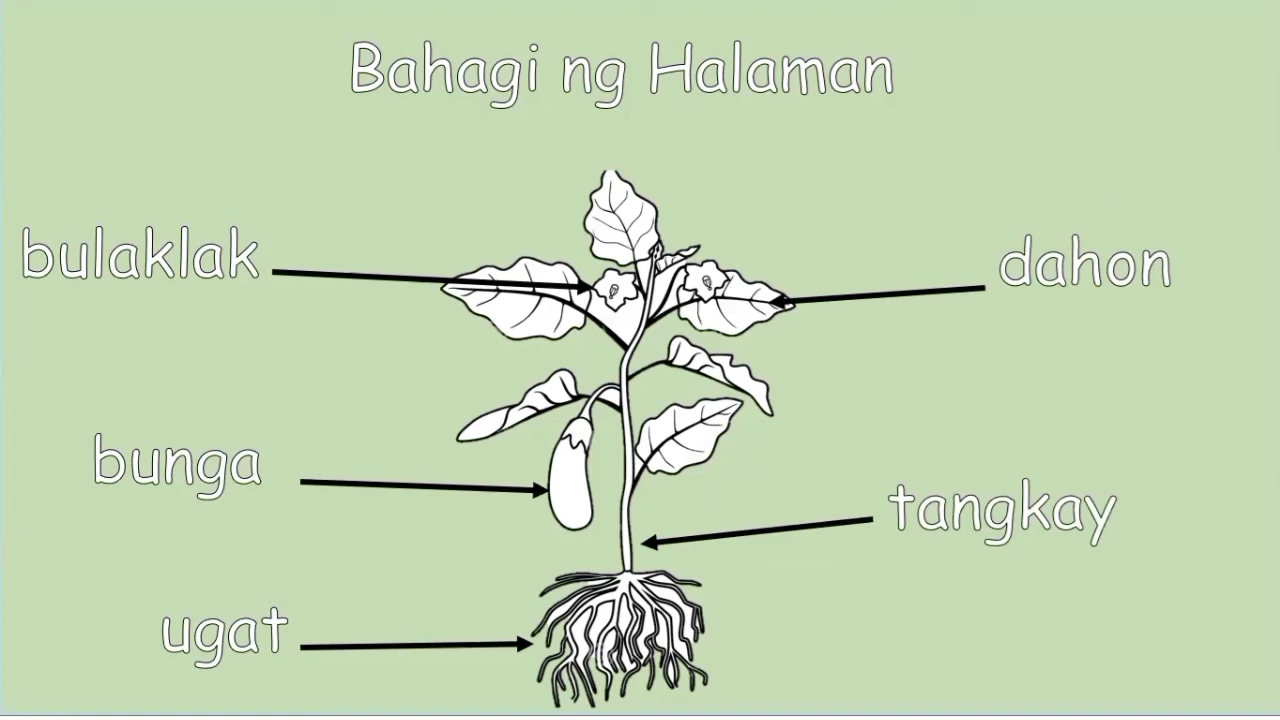 Bahagi ng Halaman
bulaklak
dahon
bunga
tangkay
ugat